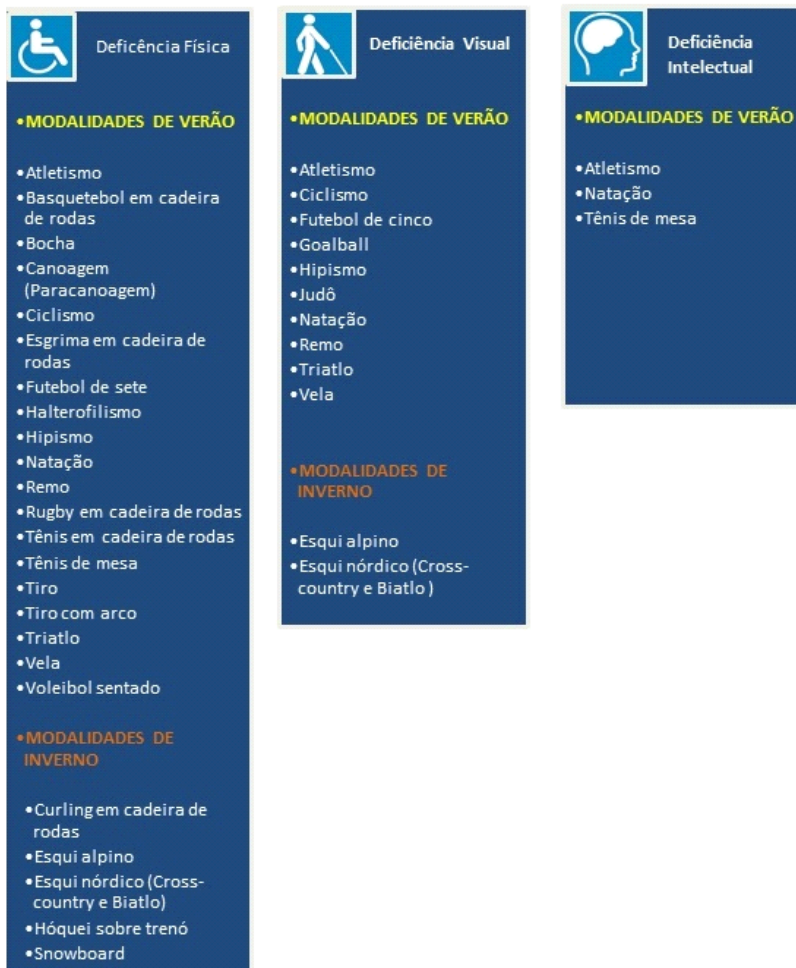 Deficência Física
•MODALIDADES DE VERÃO
•Atletismo
•Basquetebol em cadeira
de rodas
•Bocha
•Canoagem
(Paracanoagem)
•Ciclismo
•Esgrima em cadeira de
rodas
•Futebol de sete
•Halterofilismo
•Hipismo
•Natação
•Remo
•Rugby em cadeira de rodas
•Tênis em cadeira de rodas
•Tênis de mesa
•Tiro
•Tiro com arco
•Triatlo
•Vela
•Voleibol sentado
•MODALIDADES DE
INVERNO
•Curling em cadeira de
rodas
•Esqui alpino
•Esqui nórdico (Cross-
country e Biatlo)
•Hóquei sobre trenó
•Snowboard
Deficiência Visual
•MODALIDADES DE VERÃO
•Atletismo
•Ciclismo
•Futebol de cinco
•Goalball
•Hipismo
•Judô
•Natação
•Remo
•Triatlo
•Vela
•MODALIDADES DE
INVERNO
•Esqui alpino
•Esqui nórdico (Cross-
country e Biatlo )
Deficiência
Intelectual
•MODALIDADES DE VERÃO
•Atletismo
•Natação
•Tênis de mesa